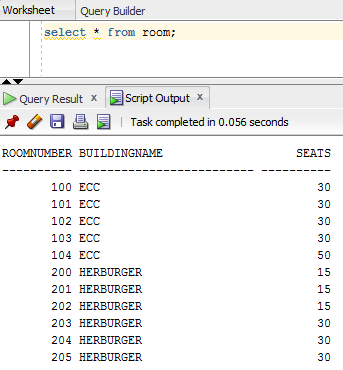 Worksheet Query Builder
select * from room;
Query Result x Script Output x
Task completed in 0.056 seconds
ROOMNUMBER BUILDINGNAME SEATS
---------- ------------------------- ----------
100 ECC 30
101 ECC 30
102 ECC 30
103 ECC 30
104 ECC 50
200 HERBURGER 15
201 HERBURGER 15
202 HERBURGER 15
203 HERBURGER 30
204 HERBURGER 30
205 HERBURGER 30